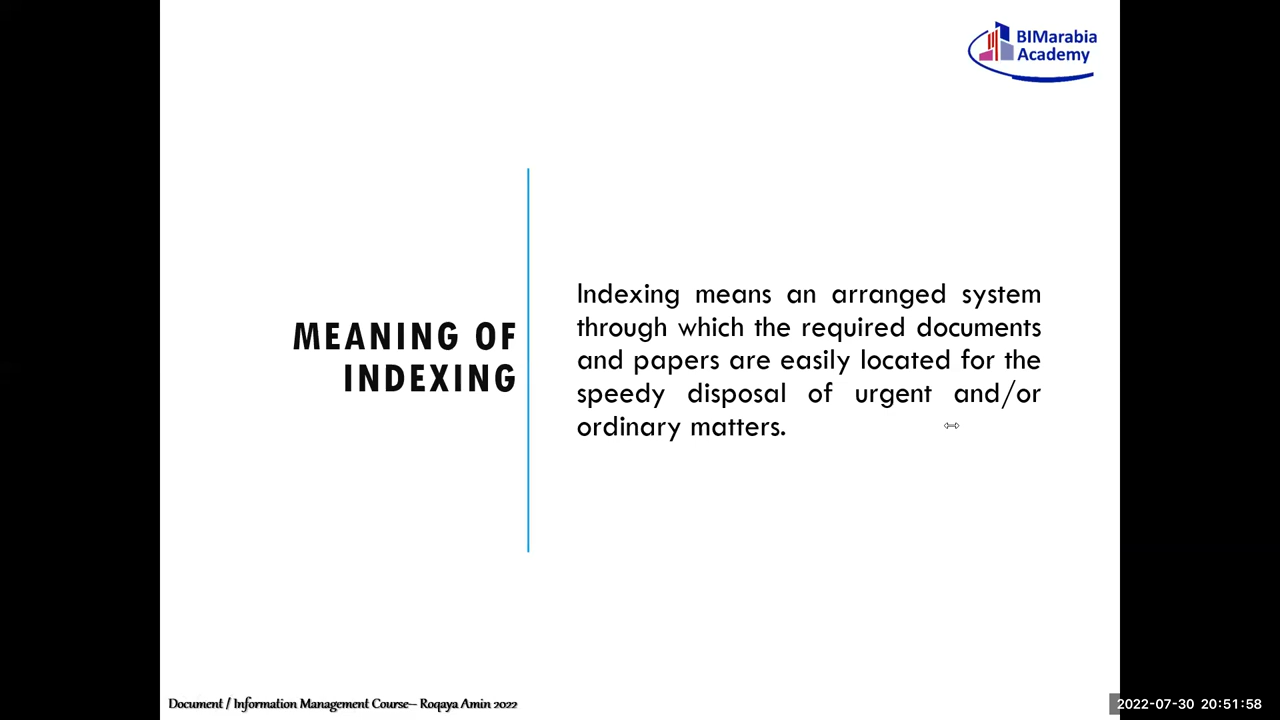 BIMarabia
Academy
MEANING OF
INDEXING
Indexing means an arranged system
through which the required documents
and papers are easily located for the
speedy disposal of urgent and/or
ordinary matters.
Document / Information Management Course– Roqaya Amin 2022
2022-07-30 20:51:58